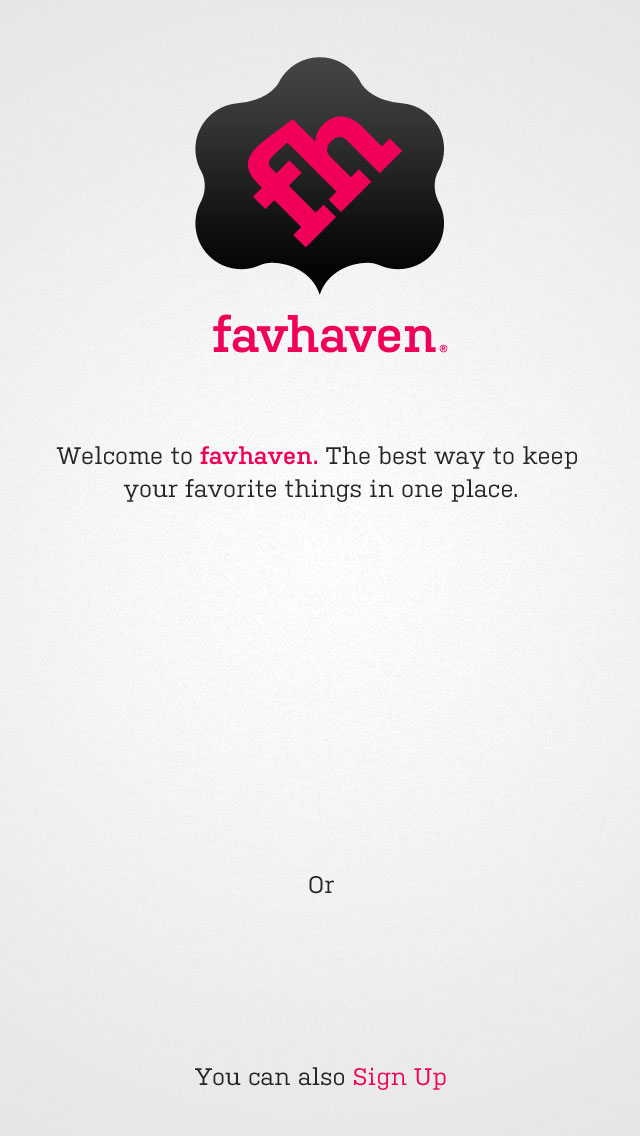 fh
favhaven.®
Welcome to favhaven. The best way to keep
your favorite things in one place.
Or
You can also Sign Up